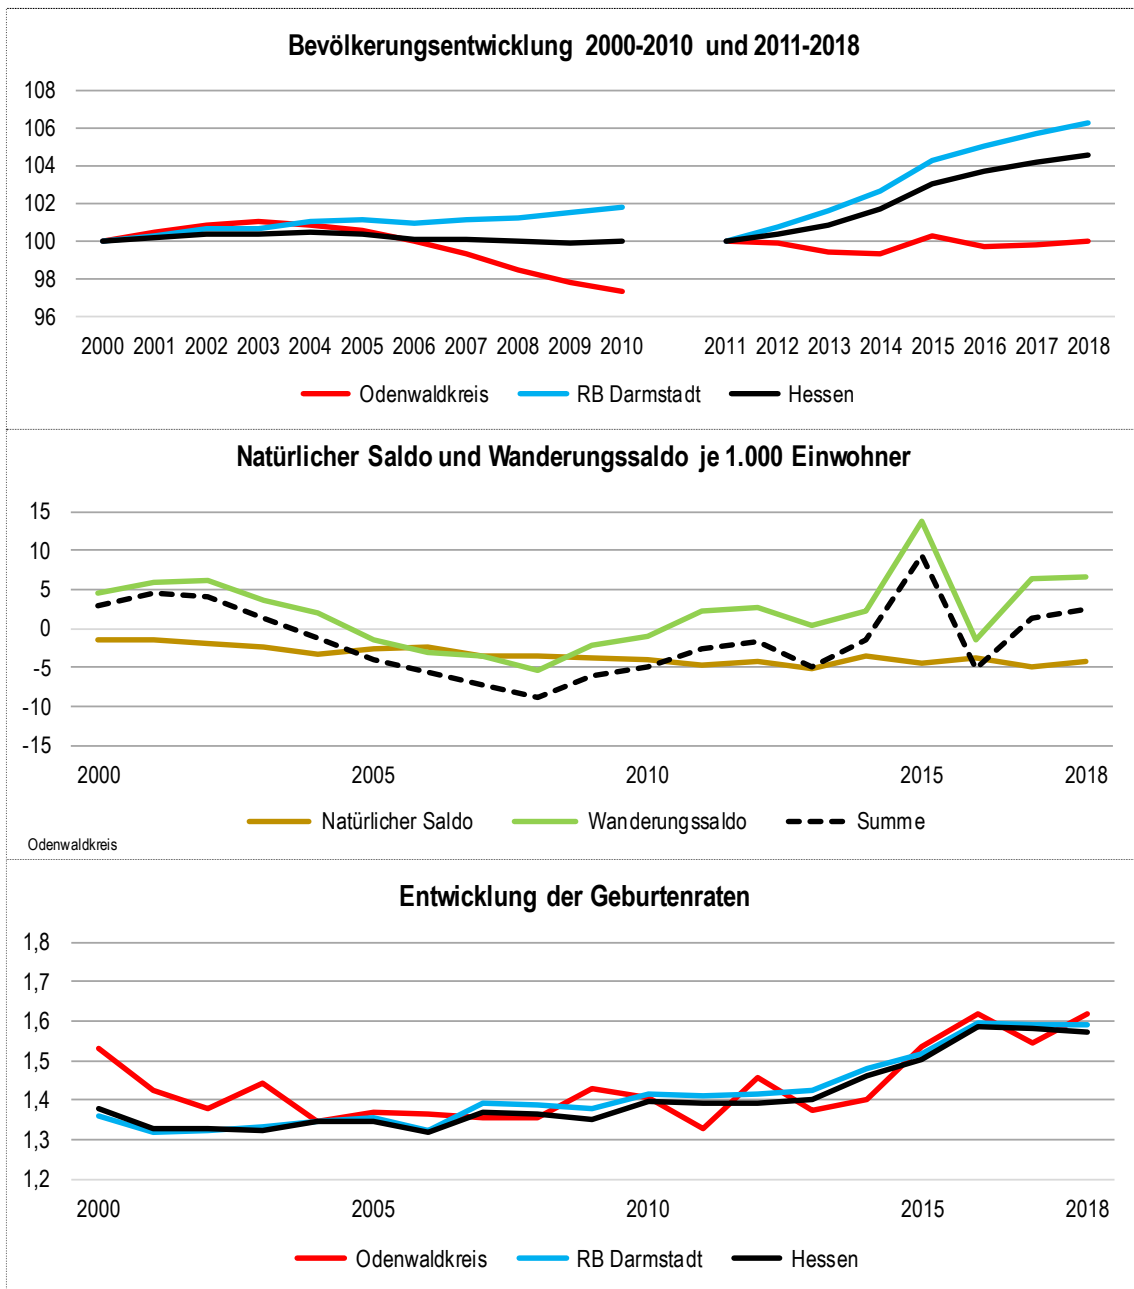 Bevölkerungsentwicklung 2000-2010 und 2011-2018
108
106
104
102
100
98
96
2000 2001 2002 2003 2004 2005 2006 2007 2008 2009 2010 2011 2012 2013 2014 2015 2016 2017 2018
Odenwaldkreis RB Darmstadt Hessen
Natürlicher Saldo und Wanderungssaldo je 1.000 Einwohner
15
10
5
0
-5
-10
-15
2000 2005 2010 2015 2018
Natürlicher Saldo Wanderungssaldo Summe
Odenwaldkreis
Entwicklung der Geburtenraten
1,8
1,7
1,6
1,5
1,4
1,3
1,2
2000 2005 2010 2015 2018
Odenwaldkreis RB Darmstadt Hessen